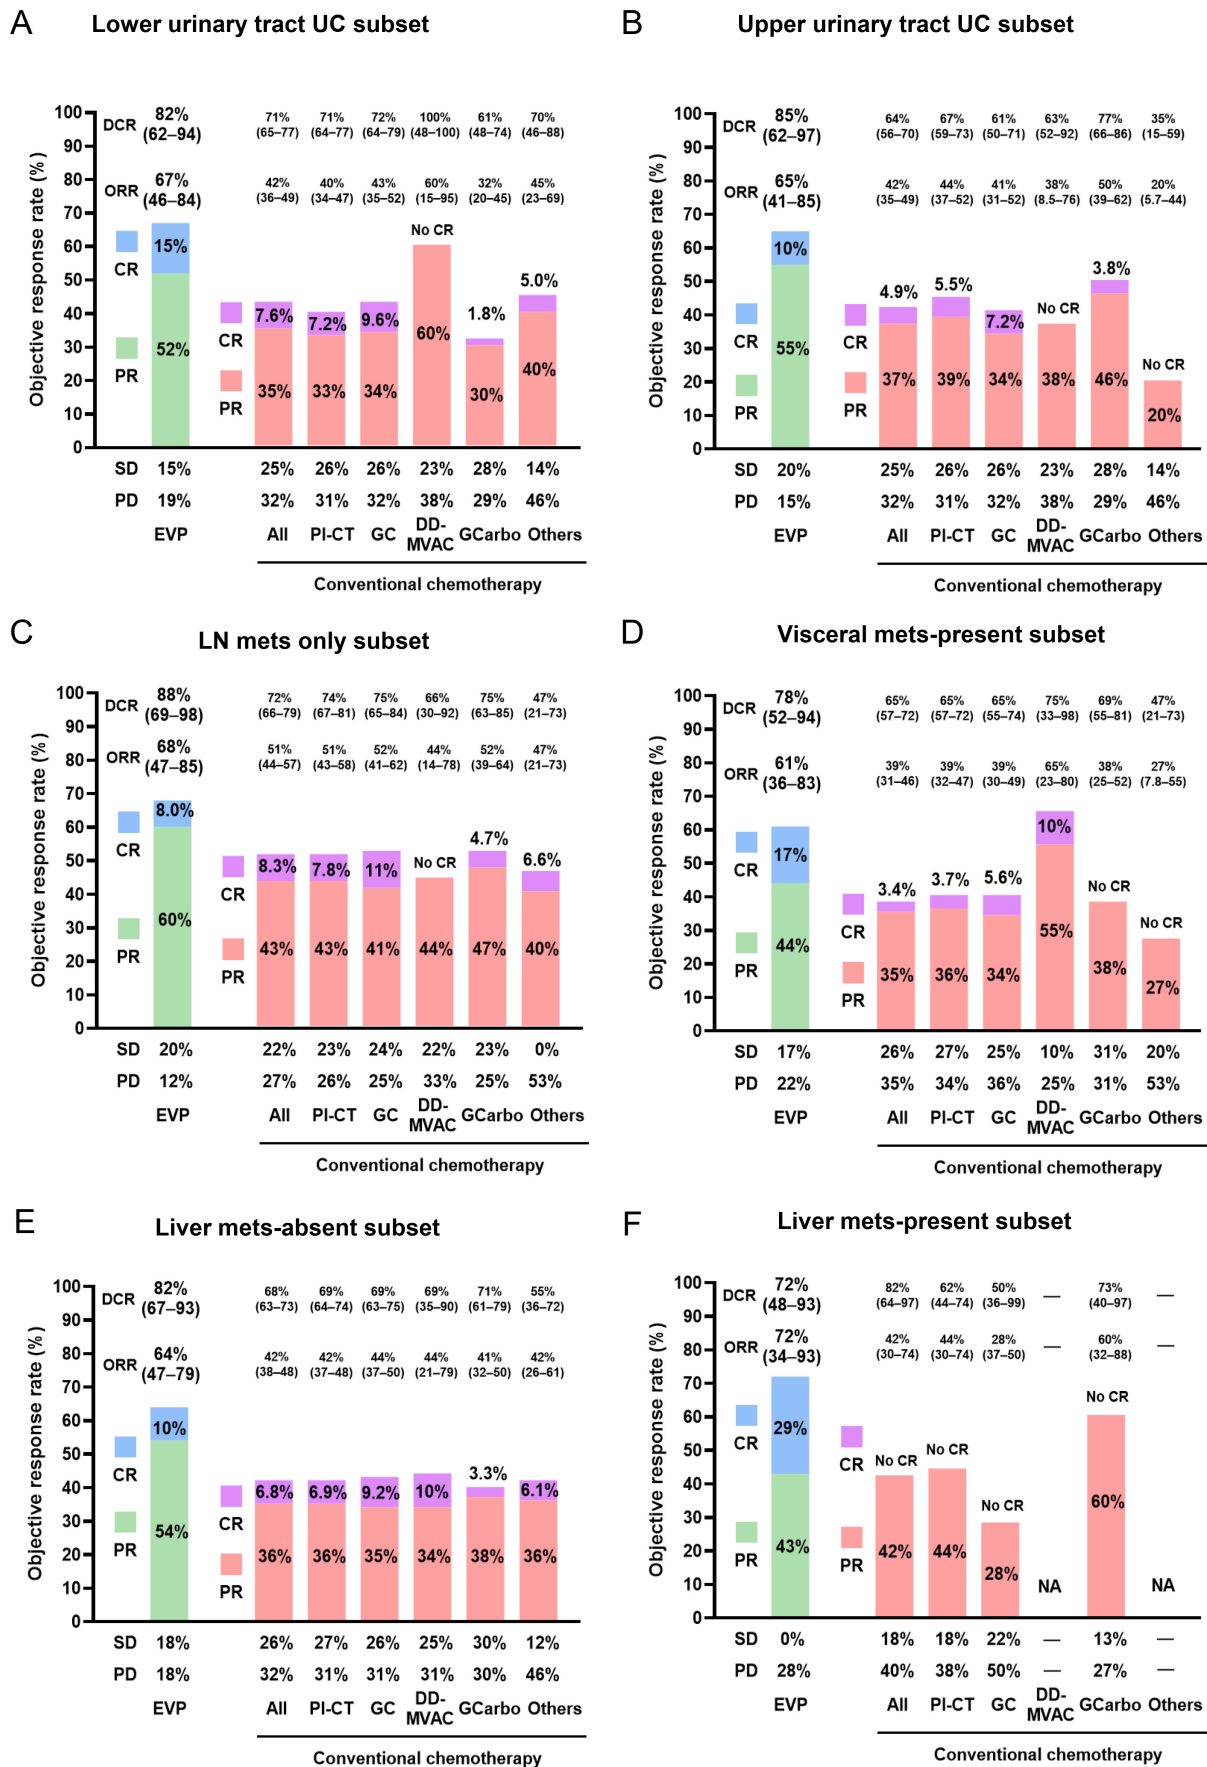 A Lower urinary tract UC subset
Objective response rate (%)
100
90
80
70
60
50
40
30
20
10
0
DCR 82% 71% 71% 72% 100% 61% 70%
(62–94) (65–77) (64–77) (64–79) (48–100) (48–74) (46–88)
ORR 67% 42% 40% 43% 60% 32% 45%
(46–84) (36–49) (34–47) (35–52) (15–95) (20–45) (23–69)
CR 15%
PR 52%
CR 7.6% 7.2% 9.6% No CR 1.8% 5.0%
PR 35% 33% 34% 60% 30% 40%
SD 15% 25% 26% 26% 23% 28% 14%
PD 19% 32% 31% 32% 38% 29% 46%
EVP All PI-CT GC DD-MVAC GCarbo Others
Conventional chemotherapy
B Upper urinary tract UC subset
Objective response rate (%)
100
90
80
70
60
50
40
30
20
10
0
DCR 85% 64% 67% 61% 63% 77% 35%
(62–97) (56–70) (59–73) (50–71) (52–92) (66–86) (15–59)
ORR 65% 42% 44% 41% 38% 50% 20%
(41–85) (35–49) (37–52) (31–52) (8.5–76) (39–62) (5.7–44)
CR 10%
PR 55%
CR 4.9% 5.5% 7.2% No CR 3.8% No CR
PR 37% 39% 34% 38% 46% 20%
SD 20% 25% 26% 26% 23% 28% 14%
PD 15% 32% 31% 32% 38% 29% 46%
EVP All PI-CT GC DD-MVAC GCarbo Others
Conventional chemotherapy
C LN mets only subset
Objective response rate (%)
100
90
80
70
60
50
40
30
20
10
0
DCR 88% 72% 74% 75% 66% 75% 47%
(69–98) (66–79) (67–81) (65–84) (30–92) (63–85) (21–73)
ORR 68% 51% 51% 52% 44% 52% 47%
(47–85) (44–57) (43–58) (41–62) (14–78) (39–64) (21–73)
CR 8.0%
PR 60%
CR 8.3% 7.8% 11% No CR 4.7% 6.6%
PR 43% 43% 41% 44% 47% 40%
SD 20% 22% 23% 24% 22% 23% 0%
PD 12% 27% 26% 25% 33% 25% 53%
EVP All PI-CT GC DD-MVAC GCarbo Others
Conventional chemotherapy
D Visceral mets-present subset
Objective response rate (%)
100
90
80
70
60
50
40
30
20
10
0
DCR 78% 65% 65% 65% 75% 69% 47%
(52–94) (57–72) (57–72) (55–74) (33–98) (55–81) (21–73)
ORR 61% 39% 39% 39% 65% 38% 27%
(36–83) (31–46) (32–47) (30–49) (23–80) (25–52) (7.8–55)
CR 17%
PR 44%
CR 3.4% 3.7% 5.6% 10% No CR No CR
PR 35% 36% 34% 55% 38% 27%
SD 17% 26% 27% 25% 10% 31% 20%
PD 22% 35% 34% 36% 25% 31% 53%
EVP All PI-CT GC DD-MVAC GCarbo Others
Conventional chemotherapy
E Liver mets-absent subset
Objective response rate (%)
100
90
80
70
60
50
40
30
20
10
0
DCR 82% 68% 69% 69% 69% 71% 55%
(67–93) (63–73) (64–74) (63–75) (35–90) (61–79) (36–72)
ORR 64% 42% 42% 44% 44% 41% 42%
(47–79) (38–48) (37–48) (37–50) (21–79) (32–50) (26–61)
CR 10%
PR 54%
CR 6.8% 6.9% 9.2% 10% 3.3% 6.1%
PR 36% 36% 35% 34% 38% 36%
SD 18% 26% 27% 26% 25% 30% 12%
PD 18% 32% 31% 31% 31% 30% 46%
EVP All PI-CT GC DD-MVAC GCarbo Others
Conventional chemotherapy
F Liver mets-present subset
Objective response rate (%)
100
90
80
70
60
50
40
30
20
10
0
DCR 72% 82% 62% 50% — 73% —
(48–93) (64–97) (44–74) (36–99) (40–97)
ORR 72% 42% 44% 28% — 60% —
(34–93) (30–74) (30–74) (37–50) (32–88)
CR 29%
PR 43%
CR No CR No CR No CR No CR
PR 42% 44% 28% NA 60% NA
SD 0% 18% 18% 22% — 13% —
PD 28% 40% 38% 50% — 27% —
EVP All PI-CT GC DD-MVAC GCarbo Others
Conventional chemotherapy